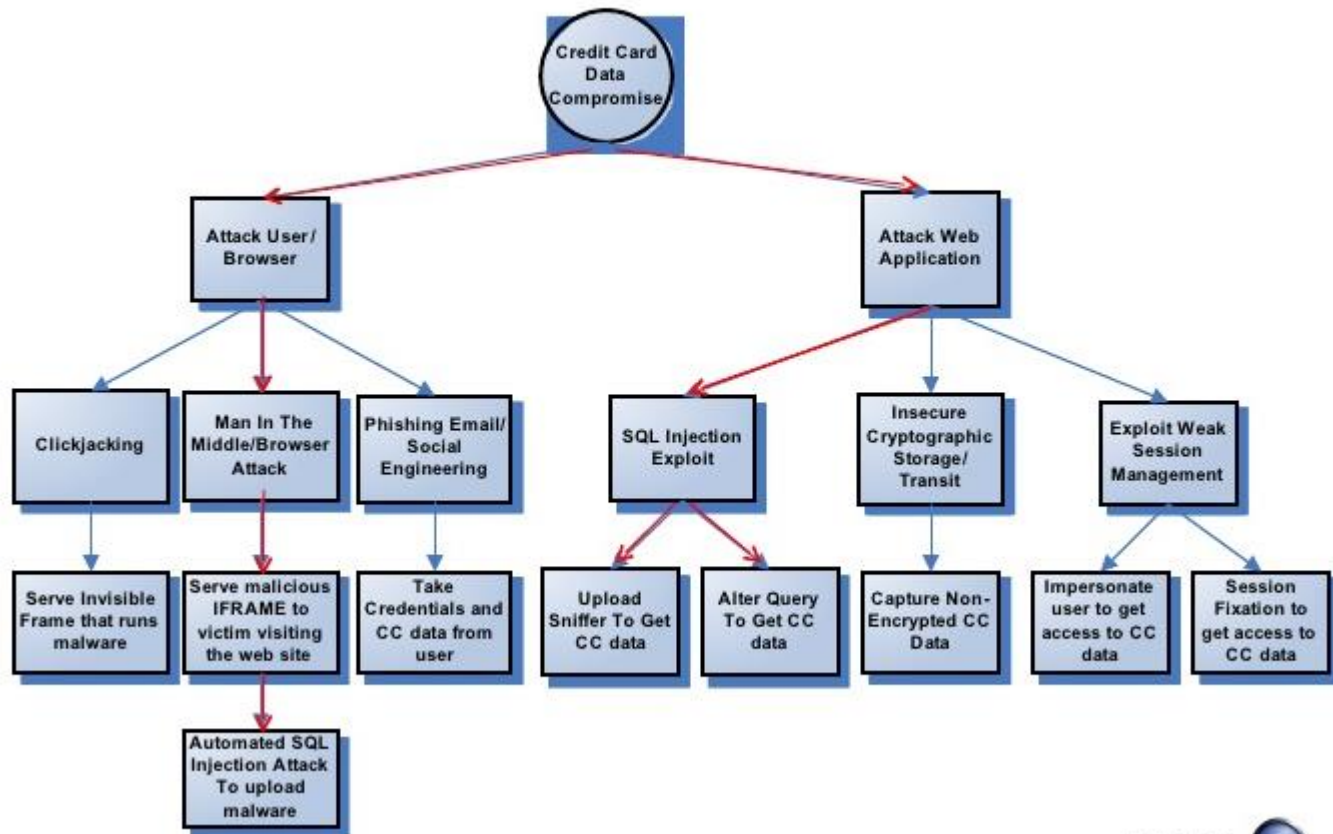 Credit Card
Data
Compromise
Attack User/
Browser
Attack Web
Application
Clickjacking
Man In The
Middle/Browser
Attack
Phishing Email/
Social
Engineering
SQL Injection
Exploit
Insecure
Cryptographic
Storage/
Transit
Exploit Weak
Session
Management
Serve Invisible
Frame that runs
malware
Serve malicious
IFRAME to
victim visiting
the web site
Take
Credentials and
CC data from
user
Upload
Sniffer To Get
CC data
Alter Query
To Get CC
data
Capture Non-
Encrypted CC
Data
Impersonate
user to get
access to CC
data
Session
Fixation to
get access to
CC data
Automated SQL
Injection Attack
To upload
malware